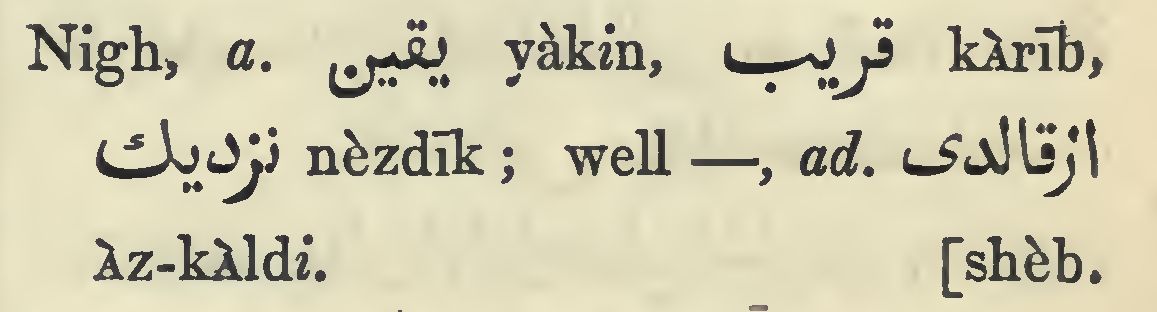 Nigh, a. يقين yàkin, قريب kàrīb,
نزديك nèzdīk; well —, ad. ازقالدى
àz-kàldi. [shèb.